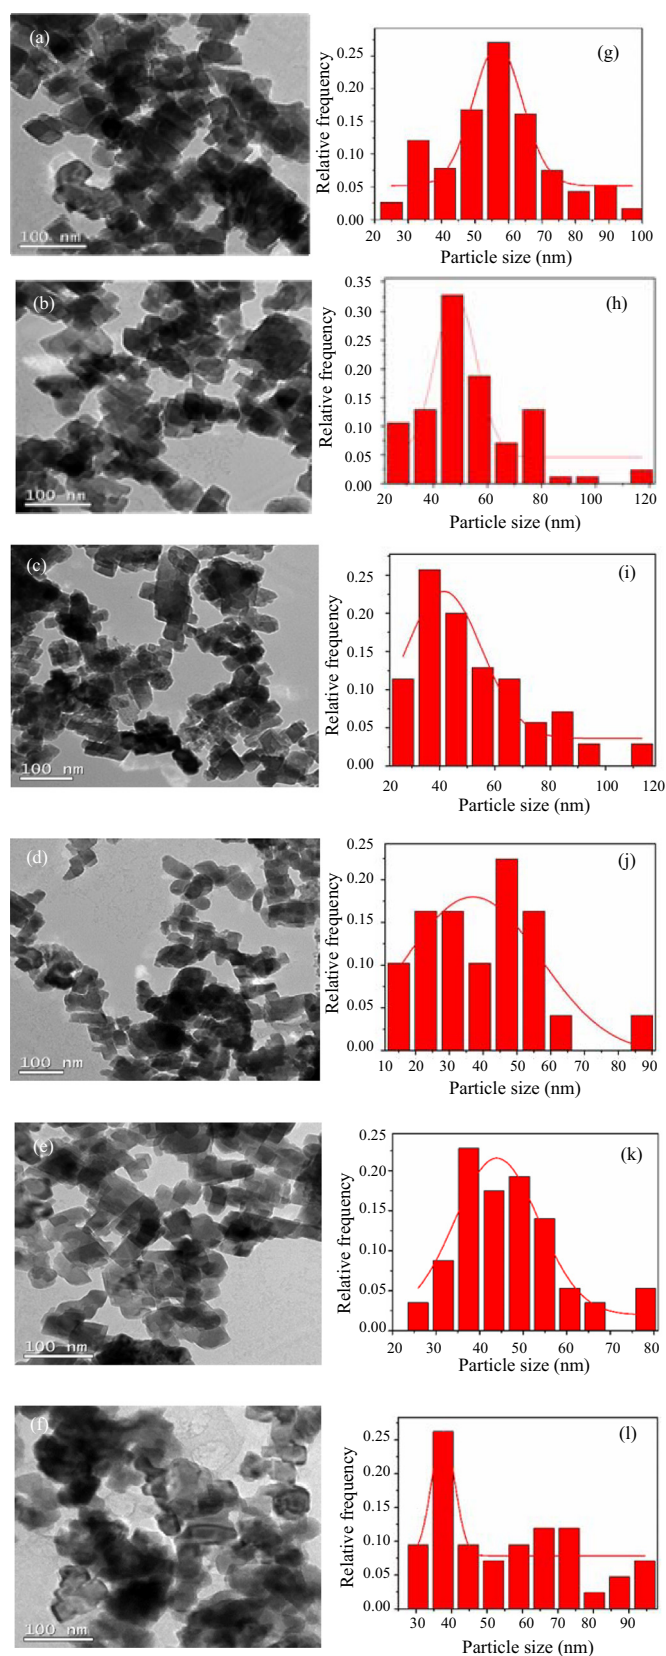 (a)
100 nm
(g)
Relative frequency
0.25
0.20
0.15
0.10
0.05
0.00
20 30 40 50 60 70 80 90 100
Particle size (nm)
(b)
100 nm
(h)
Relative frequency
0.35
0.30
0.25
0.20
0.15
0.10
0.05
0.00
20 40 60 80 100 120
Particle size (nm)
(c)
100 nm
(i)
Relative frequency
0.25
0.20
0.15
0.10
0.05
0.00
20 40 60 80 100 120
Particle size (nm)
(d)
100 nm
(j)
Relative frequency
0.25
0.20
0.15
0.10
0.05
0.00
10 20 30 40 50 60 70 80 90
Particle size (nm)
(e)
100 nm
(k)
Relative frequency
0.25
0.20
0.15
0.10
0.05
0.00
20 30 40 50 60 70 80
Particle size (nm)
(f)
100 nm
(l)
Relative frequency
0.25
0.20
0.15
0.10
0.05
0.00
30 40 50 60 70 80 90
Particle size (nm)